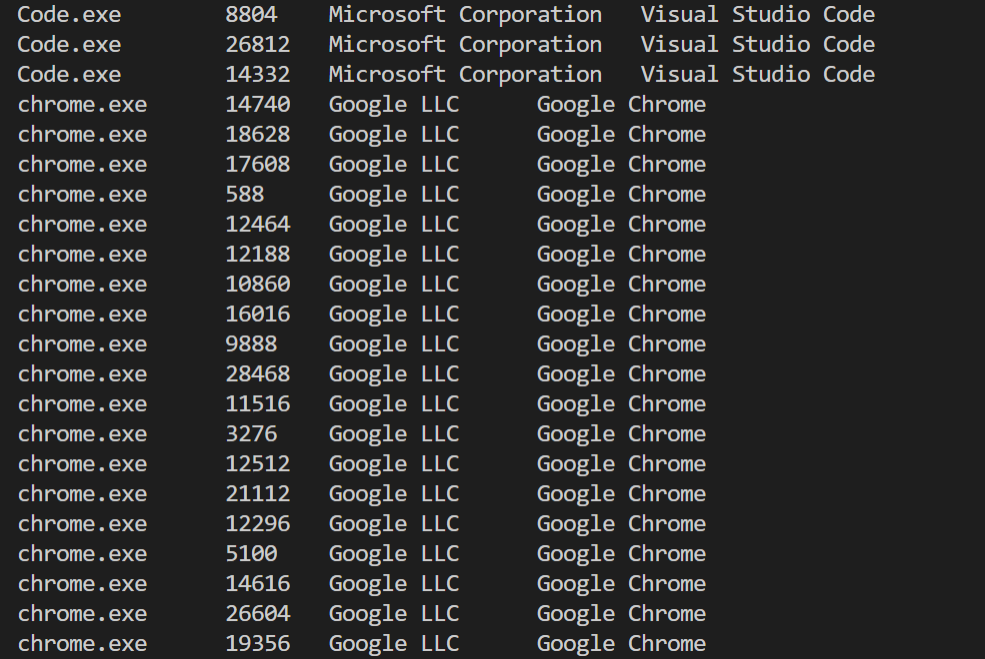 Code.exe 8804 Microsoft Corporation Visual Studio Code
Code.exe 26812 Microsoft Corporation Visual Studio Code
Code.exe 14332 Microsoft Corporation Visual Studio Code
chrome.exe 14740 Google LLC Google Chrome
chrome.exe 18628 Google LLC Google Chrome
chrome.exe 17608 Google LLC Google Chrome
chrome.exe 588 Google LLC Google Chrome
chrome.exe 12464 Google LLC Google Chrome
chrome.exe 12188 Google LLC Google Chrome
chrome.exe 10860 Google LLC Google Chrome
chrome.exe 16016 Google LLC Google Chrome
chrome.exe 9888 Google LLC Google Chrome
chrome.exe 28468 Google LLC Google Chrome
chrome.exe 11516 Google LLC Google Chrome
chrome.exe 3276 Google LLC Google Chrome
chrome.exe 12512 Google LLC Google Chrome
chrome.exe 21112 Google LLC Google Chrome
chrome.exe 12296 Google LLC Google Chrome
chrome.exe 5100 Google LLC Google Chrome
chrome.exe 14616 Google LLC Google Chrome
chrome.exe 26604 Google LLC Google Chrome
chrome.exe 19356 Google LLC Google Chrome